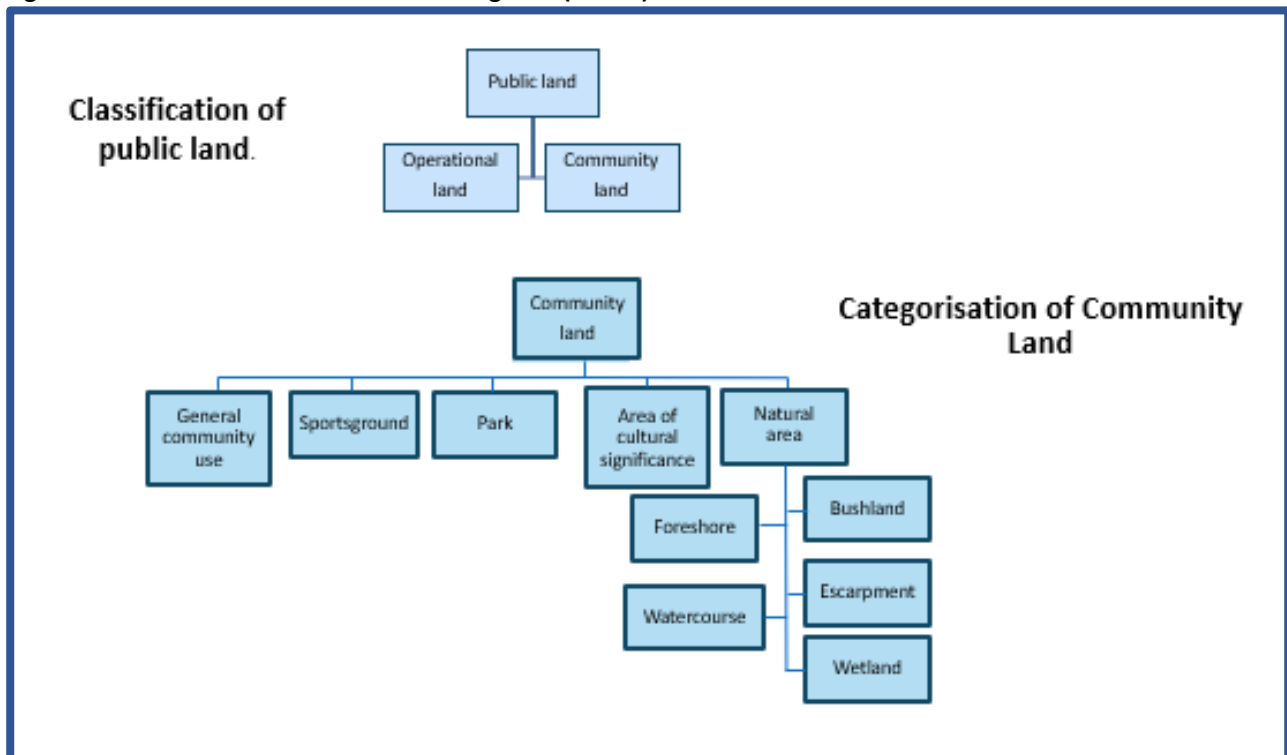 Classification of
public land.
Public land
Operational
land
Community
land
Categorisation of Community
Land
Community
land
General
community
use
Sportsground
Park
Area of
cultural
significance
Natural
area
Foreshore
Bushland
Watercourse
Escarpment
Wetland